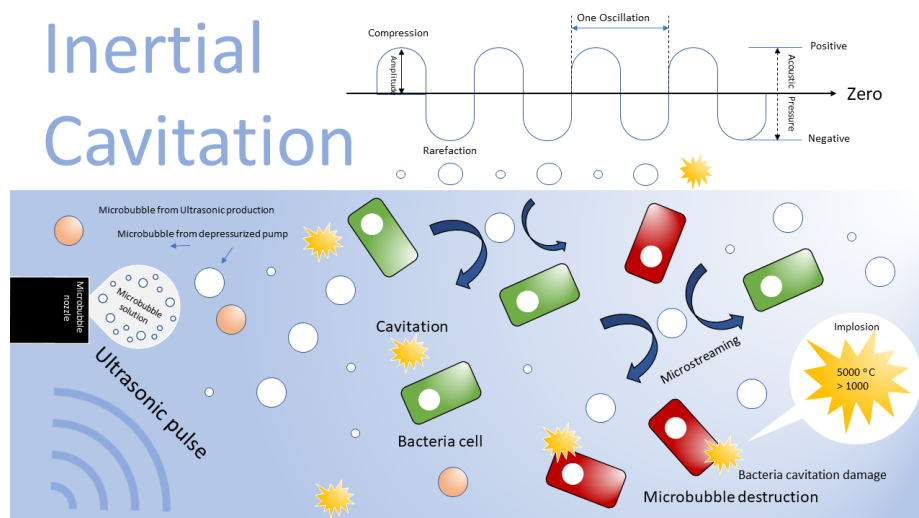 Inertial
Cavitation
One Oscillation
Compression
Amplitude
Positive
Acoustic Pressure
Zero
Negative
Rarefaction
Microbubble from Ultrasonic production
Microbubble from depressurized pump
Microbubble
nozzle
Microbubble
solution
Ultrasonic pulse
Cavitation
Bacteria cell
Microstreaming
Implosion
5000 ° C
> 1000
Bacteria cavitation damage
Microbubble destruction